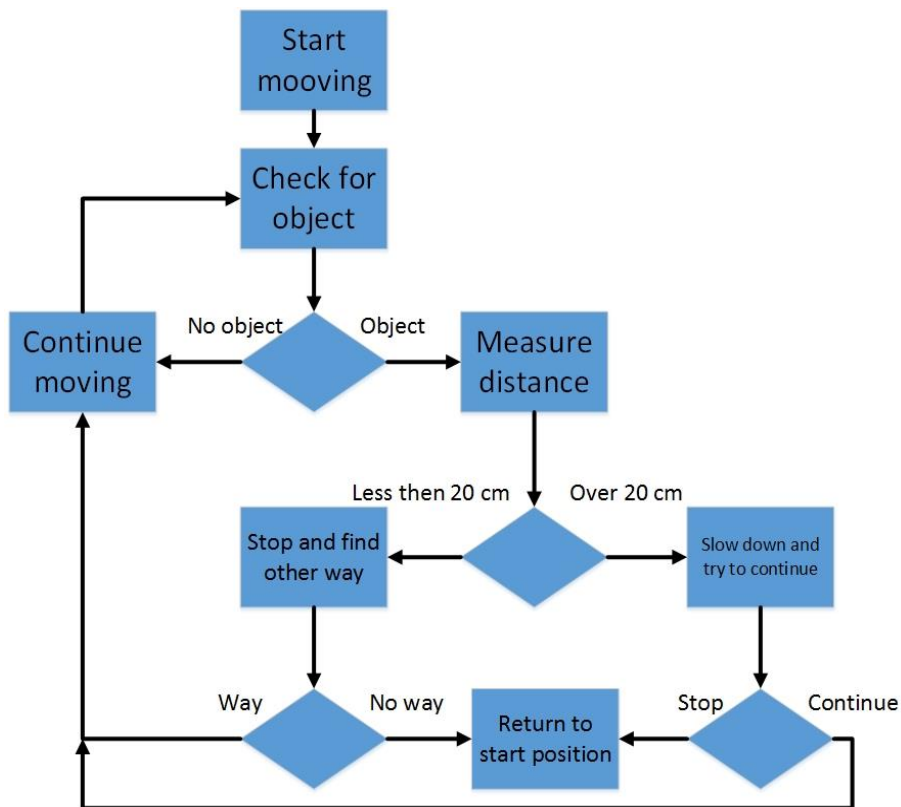 Start
mooving
Check for
object
No object
Object
Continue
moving
Measure
distance
Less then 20 cm
Over 20 cm
Stop and find
other way
Slow down and
try to continue
Way
No way
Return to
start position
Stop
Continue